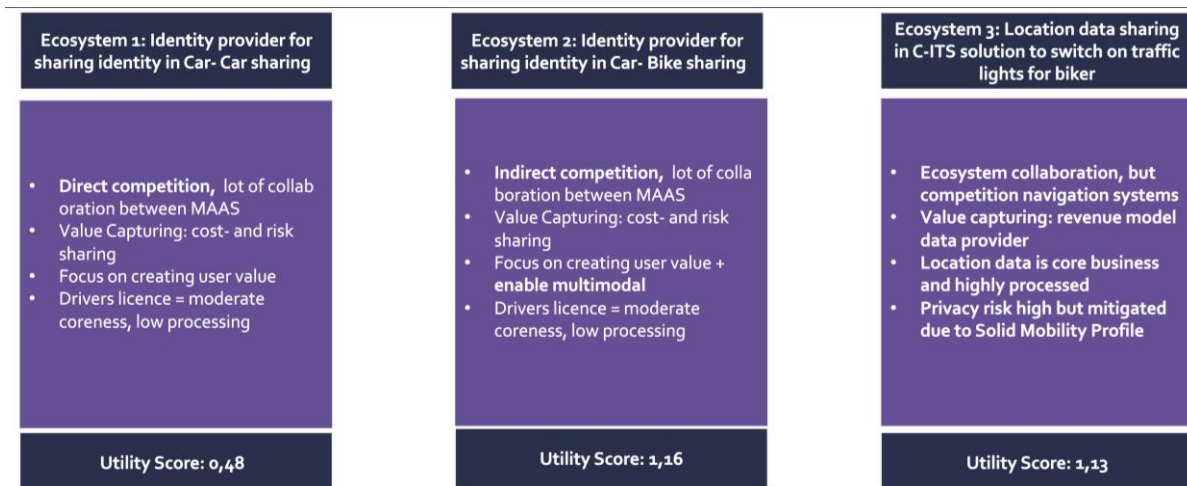 Ecosystem 1: Identity provider for
sharing identity in Car- Car sharing
• Direct competition, lot of collab
oration between MAAS
• Value Capturing: cost- and risk
sharing
• Focus on creating user value
• Drivers licence = moderate
coreness, low processing
Utility Score: 0,48
Ecosystem 2: Identity provider for
sharing identity in Car- Bike sharing
• Indirect competition, lot of colla
boration between MAAS
• Value Capturing: cost- and risk
sharing
• Focus on creating user value +
enable multimodal
• Drivers licence = moderate
coreness, low processing
Utility Score: 1,16
Ecosystem 3: Location data sharing
in C-ITS solution to switch on traffic
lights for biker
• Ecosystem collaboration, but
competition navigation systems
• Value capturing: revenue model
data provider
• Location data is core business
and highly processed
• Privacy risk high but mitigated
due to Solid Mobility Profile
Utility Score: 1,13